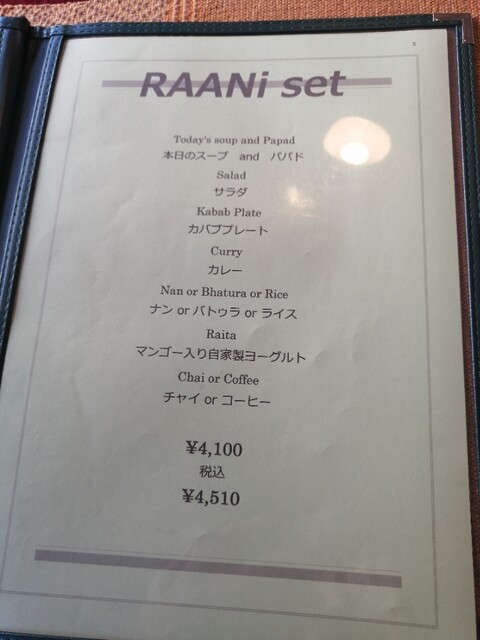 RAANi set
Today's soup and Papad
本日のスープ and パパド
Salad
サラダ
Kabab Plate
カバブプレート
Curry
カレー
Nan or Bhatura or Rice
ナン or バトゥラ or ライス
Raita
マンゴー入り自家製ヨーグルト
Chai or Coffee
チャイ or コーヒー
¥4,100
税込
¥4,510